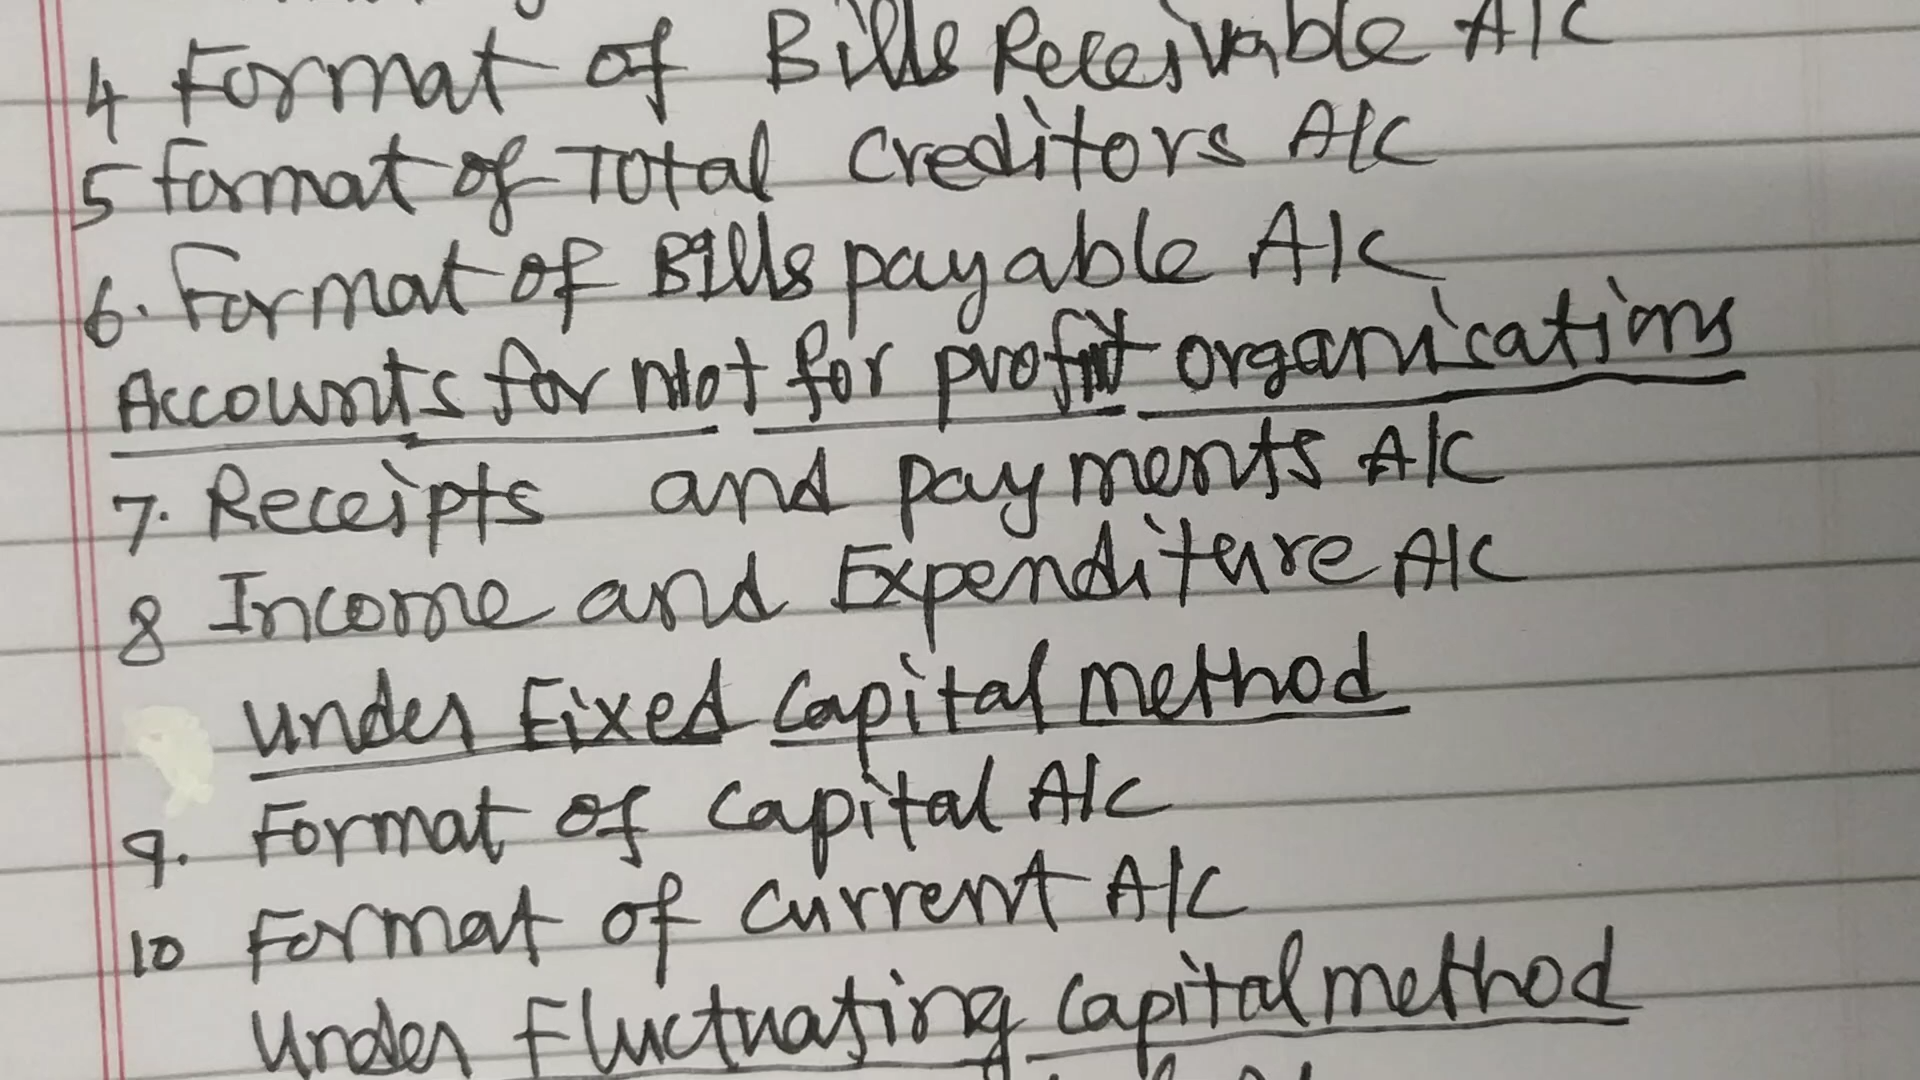 4 Format of Bills Receivable A/C
5 Format of Total Creditors A/C
6. Format of Bills payable A/C
Accounts for Not for profit organisations
7. Receipts and payments A/C
8 Income and Expenditure A/C
under Fixed Capital method
9. Format of Capital A/C
10 Format of Current A/C
Under Fluctuating Capital method